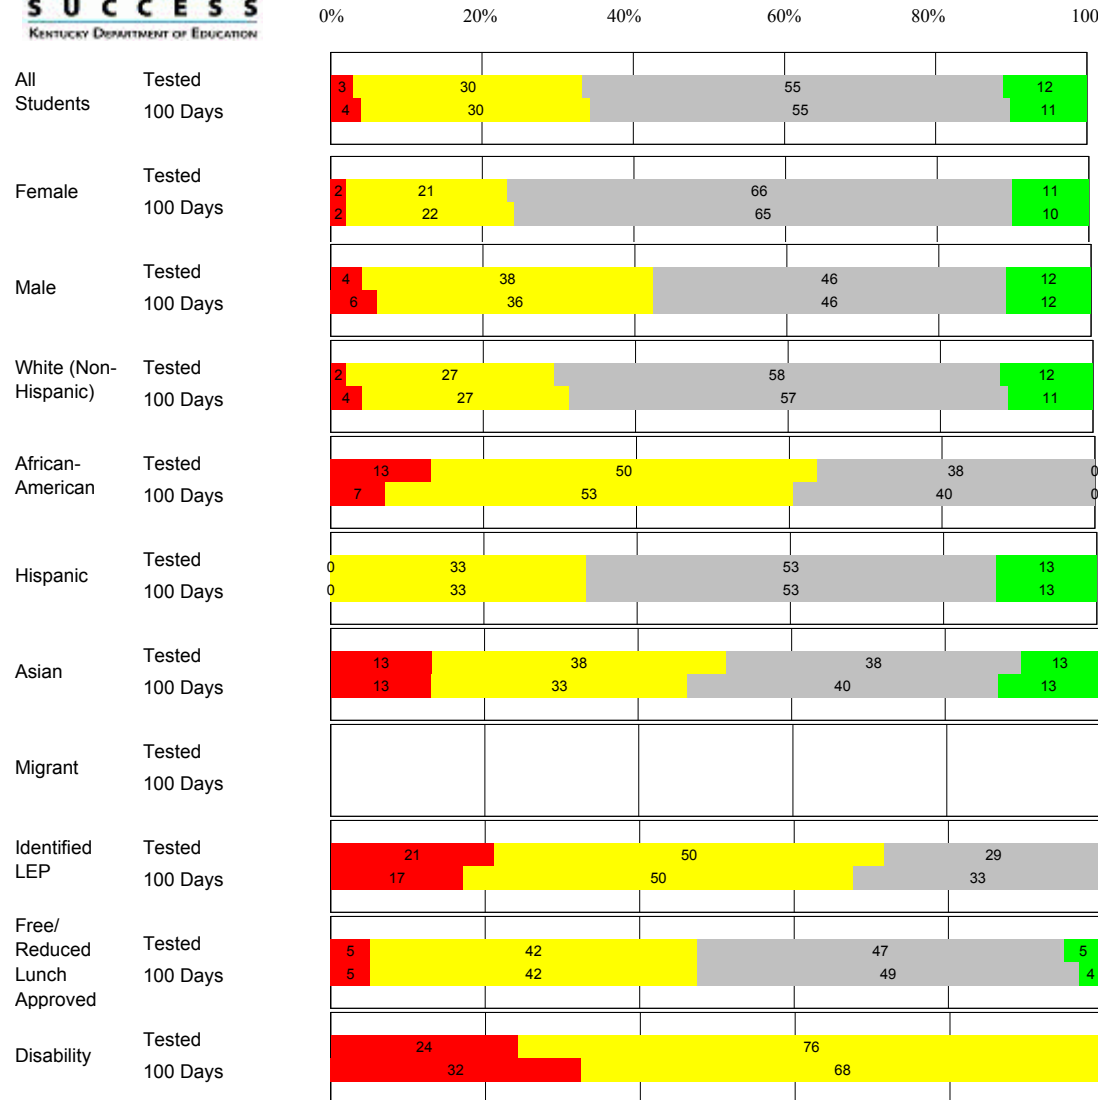 SUCCESS
KENTUCKY DEPARTMENT OF EDUCATION
0% 20% 40% 60% 80% 100
All Students
Tested 3 30 55 12
100 Days 4 30 55 11
Female
Tested 2 21 66 11
100 Days 2 22 65 10
Male
Tested 4 38 46 12
100 Days 6 36 46 12
White (Non-
Hispanic)
Tested 2 27 58 12
100 Days 4 27 57 11
African-
American
Tested 13 50 38 0
100 Days 7 53 40 0
Hispanic
Tested 0 33 53 13
100 Days 0 33 53 13
Asian
Tested 13 38 38 13
100 Days 13 33 40 13
Migrant
Tested
100 Days
Identified
LEP
Tested 21 50 29
100 Days 17 50 33
Free/
Reduced
Lunch
Approved
Tested 5 42 47 5
100 Days 5 42 49 4
Disability
Tested 24 76
100 Days 32 68